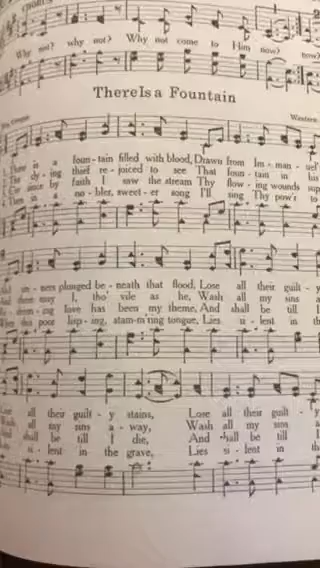 CHORUS
Why not? why not? Why not come to Him now? now?
There Is a Fountain
Western
1. There is a foun-tain filled with blood, Drawn from Im-man-uel'
The dy-ing thief re-joiced to see That foun-tain in his
E'er since by faith I saw the stream Thy flow-ing wounds sup
Then in a no-bler, sweet-er song I'll sing Thy pow'r to
And sin-ners plunged be-neath that flood, Lose all their guilt-y
And there may I, tho' vile as he, Wash all my sins a
Re-deem-ing love has been my theme, And shall be till I
When this poor lisp-ing, stam-m'ring tongue, Lies si-lent in th
Lose all their guilt-y stains, Lose all their guilt-y
Wash all my sins a-way, Wash all my sins
And shall be till I die, And shall be till I
Lies si-lent in the grave, Lies si-lent in th